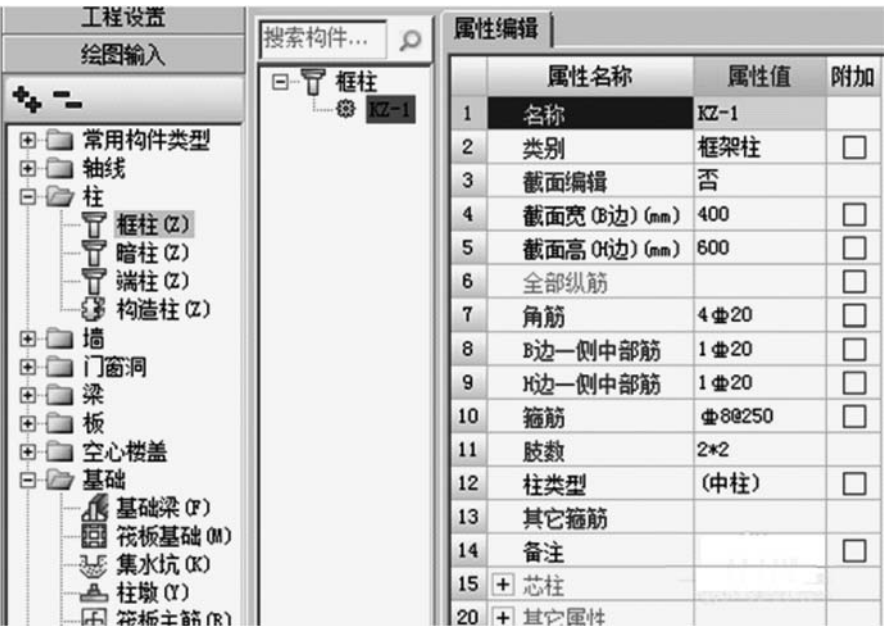 工程设置
绘图输入
常用构件类型
轴线
柱
框柱(Z)
暗柱(Z)
端柱(Z)
构造柱(Z)
墙
门窗洞
梁
板
空心楼盖
基础
基础梁(F)
筏板基础(M)
集水坑(K)
柱墩(Y)
筏板主筋(R)
搜索构件...
框柱
KZ-1
属性编辑
属性名称 属性值 附加
1 名称 KZ-1
2 类别 框架柱
3 截面编辑 否
4 截面宽(B边)(mm) 400
5 截面高(H边)(mm) 600
6 全部纵筋
7 角筋 4⏀20
8 B边一侧中部筋 1⏀20
9 H边一侧中部筋 1⏀20
10 箍筋 ⏀8@250
11 肢数 2*2
12 柱类型 (中柱)
13 其它箍筋
14 备注
15 + 芯柱
20 + 其它属性